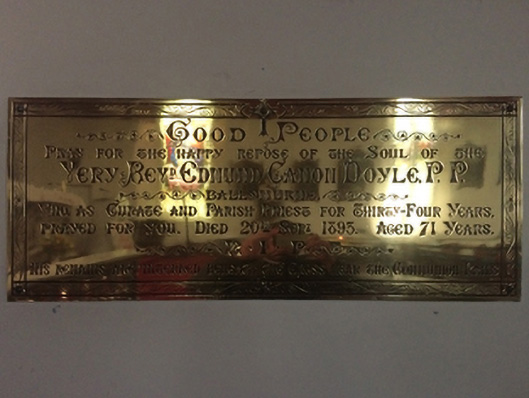 Good People
Pray for the happy repose of the Soul of the
Very Revd. Edmund Canon Doyle, P. P.
Who as Curate and Parish Priest for Thirty-Four Years,
prayed for you. Died 20th Sept 1893. Aged 71 Years.
R. I. P.
His remains are interred the Cross near the Communion Rails